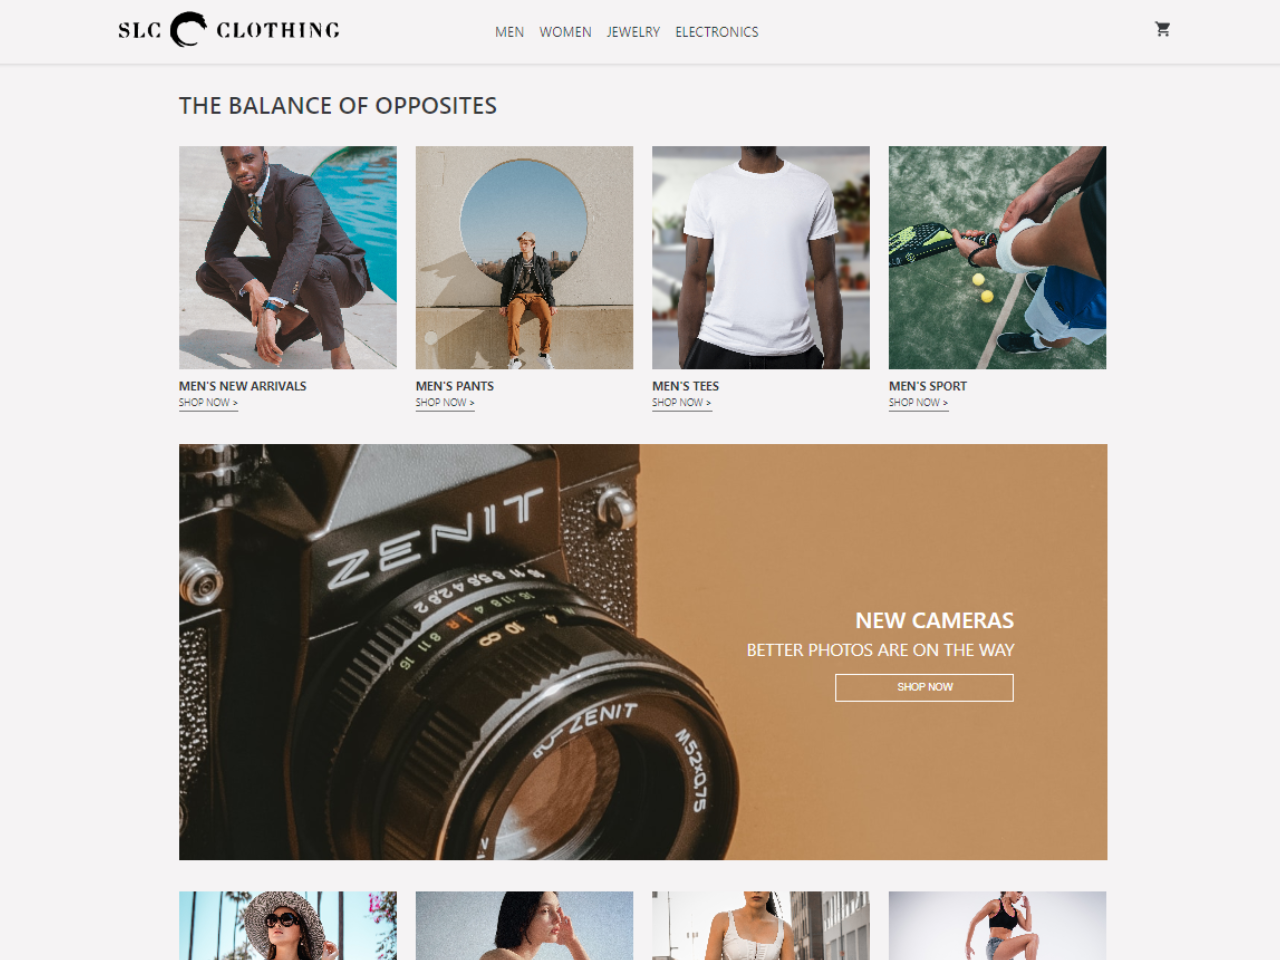 SLC CLOTHING
MEN WOMEN JEWELRY ELECTRONICS
THE BALANCE OF OPPOSITES
MEN'S NEW ARRIVALS
SHOP NOW >
MEN'S PANTS
SHOP NOW >
MEN'S TEES
SHOP NOW >
MEN'S SPORT
SHOP NOW >
ZENIT
ZENIT
M52×0,75
NEW CAMERAS
BETTER PHOTOS ARE ON THE WAY
SHOP NOW